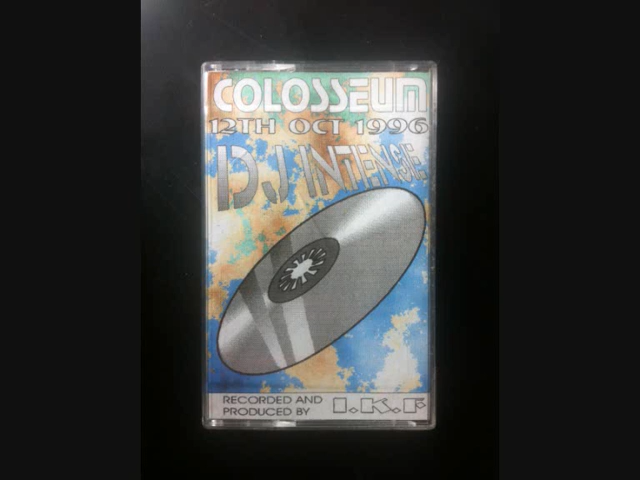 COLOSSEUM
12TH OCT 1996
DJ INTENSE
RECORDED AND
PRODUCED BY
I.K.F